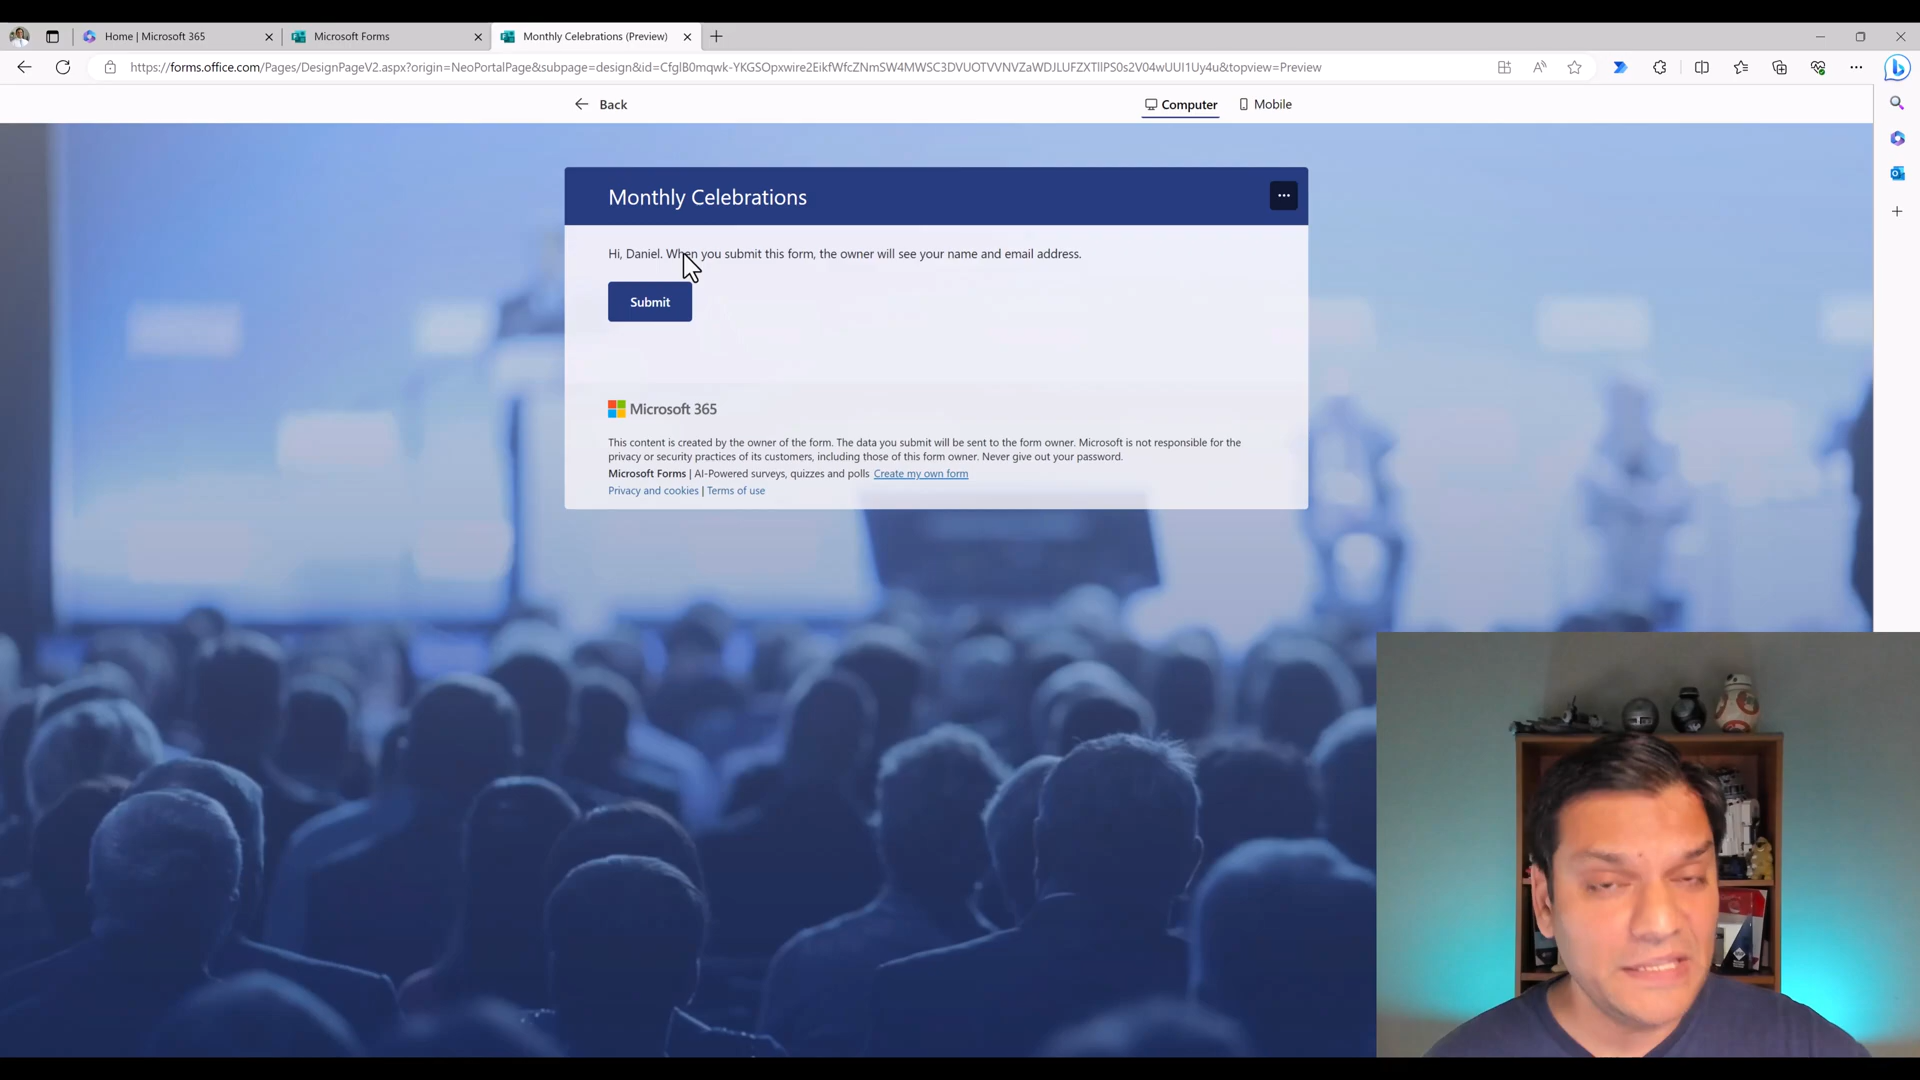 Home | Microsoft 365
Microsoft Forms
Monthly Celebrations (Preview)
https://forms.office.com/Pages/DesignPageV2.aspx?origin=NeoPortalPage&subpage=design&id=CfglB0mqwk-YKGSOpxwire2EikfWfcZNmSW4MWSC3DVUOTVVNVZaWDJLUFZXTllPS0s2V04wUUI1Uy4u&topview=Preview
Back
Computer
Mobile
Monthly Celebrations
Hi, Daniel. When you submit this form, the owner will see your name and email address.
Submit
Microsoft 365
This content is created by the owner of the form. The data you submit will be sent to the form owner. Microsoft is not responsible for the
privacy or security practices of its customers, including those of this form owner. Never give out your password.
Microsoft Forms | AI-Powered surveys, quizzes and polls Create my own form
Privacy and cookies | Terms of use